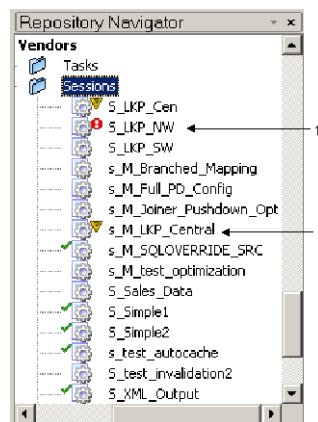 Repository Navigator
Vendors
Tasks
Sessions
S_LKP_Cen
S_LKP_NW
1
S_LKP_SW
s_M_Branched_Mapping
s_M_Full_PD_Config
s_M_Joiner_Pushdown_Opt
s_M_LKP_Central
s_M_SQLOVERRIDE_SRC
s_M_test_optimization
S_Sales_Data
S_Simple1
S_Simple2
s_test_autocache
S_test_invalidation2
S_XML_Output